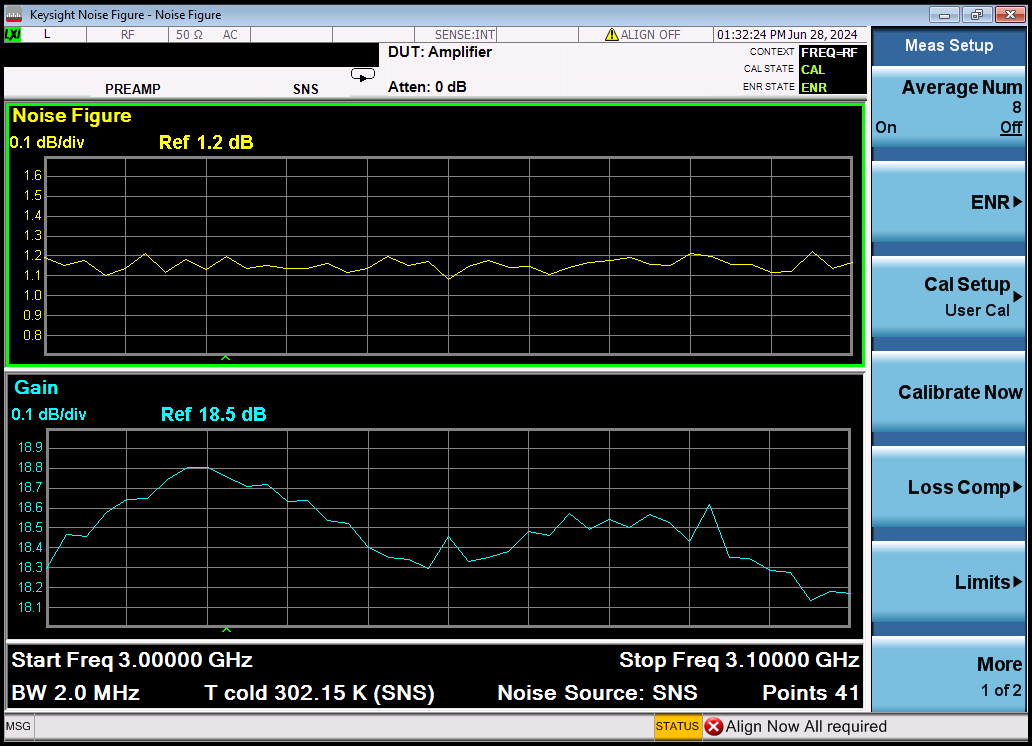 Keysight Noise Figure - Noise Figure
LXI L RF 50 Ω AC SENSE:INT ALIGN OFF 01:32:24 PM Jun 28, 2024
DUT: Amplifier
CONTEXT FREQ=RF
CAL STATE CAL
PREAMP SNS Atten: 0 dB
ENR STATE ENR
Noise Figure
0.1 dB/div Ref 1.2 dB
1.6
1.5
1.4
1.3
1.2
1.1
1.0
0.9
0.8
Gain
0.1 dB/div Ref 18.5 dB
18.9
18.8
18.7
18.6
18.5
18.4
18.3
18.2
18.1
Start Freq 3.00000 GHz Stop Freq 3.10000 GHz
BW 2.0 MHz T cold 302.15 K (SNS) Noise Source: SNS Points 41
MSG STATUS Align Now All required
Meas Setup
Average Num
8
On Off
ENR
Cal Setup
User Cal
Calibrate Now
Loss Comp
Limits
More
1 of 2